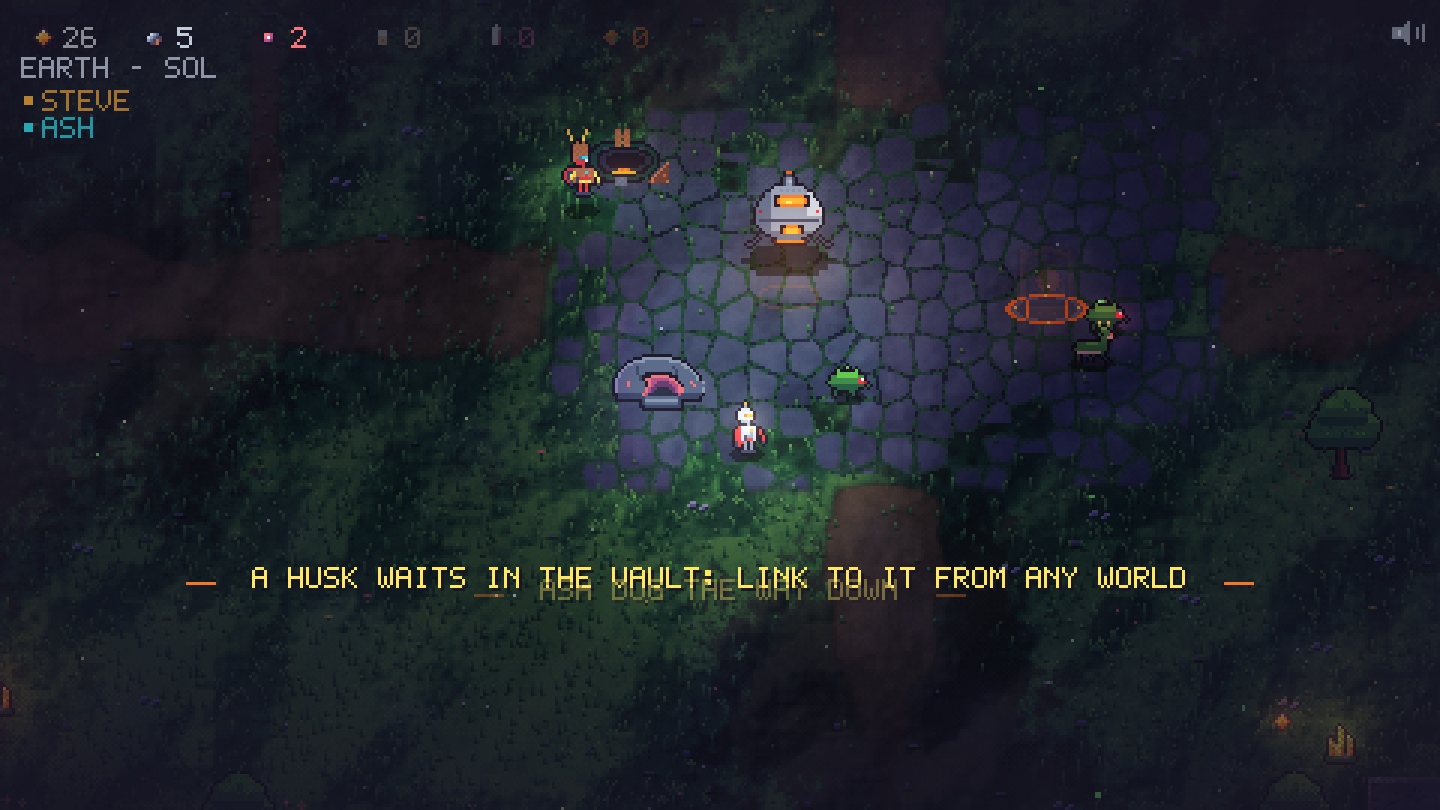 26 5 2 0 0 0
EARTH - SOL
STEVE
ASH
A HUSK WAITS IN THE VAULT: LINK TO IT FROM ANY WORLD
ASH DUG THE WAY DOWN